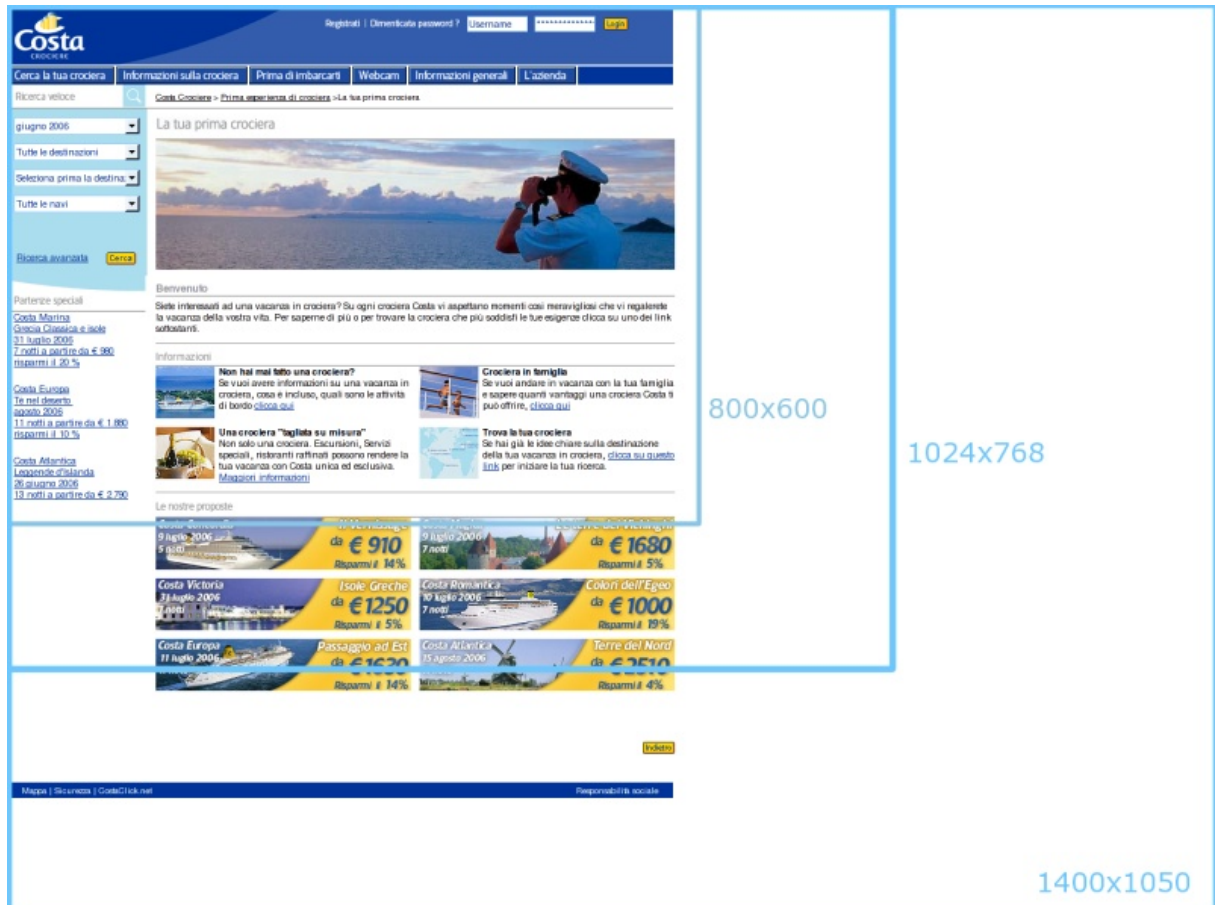 Costa
CROCIERE
Registrati | Dimenticata password ? Username ************** Login
Cerca la tua crociera Informazioni sulla crociera Prima di imbarcarti Webcam Informazioni generali L'azienda
Ricerca veloce
Costa Crociere > Prima esperienza di crociera >La tua prima crociera
giugno 2006
Tutte le destinazioni
Seleziona prima la destina
Tutte le navi
Ricerca avanzata Cerca
Partenze speciali
Costa Marina
Grecia Classica e isole
31 luglio 2006
7 notti a partire da € 980
risparmi il 20 %
Costa Europa
Te nel deserto
agosto 2006
11 notti a partire da € 1.880
risparmi il 10 %
Costa Atlantica
Leggende d'Islanda
26 giugno 2006
13 notti a partire da € 2.790
La tua prima crociera
Benvenuto
Siete interessati ad una vacanza in crociera? Su ogni crociera Costa vi aspettano momenti così meravigliosi che vi regalerete
la vacanza della vostra vita. Per saperne di più o per trovare la crociera che più soddisfi le tue esigenze clicca su uno dei link
sottostanti.
Informazioni
Non hai mai fatto una crociera?
Se vuoi avere informazioni su una vacanza in
crociera, cosa è incluso, quali sono le attività
di bordo clicca qui
Crociera in famiglia
Se vuoi andare in vacanza con la tua famiglia
e sapere quanti vantaggi una crociera Costa ti
può offrire, clicca qui
Una crociera "tagliata su misura"
Non solo una crociera. Escursioni, Servizi
speciali, ristoranti raffinati possono rendere la
tua vacanza con Costa unica ed esclusiva.
Maggiori informazioni
Trova la tua crociera
Se hai già le idee chiare sulla destinazione
della tua vacanza in crociera, clicca su questo
link per iniziare la tua ricerca.
Le nostre proposte
9 luglio 2006
5 notti
da € 910
Risparmi il 14%
9 luglio 2006
7 notti
da € 1680
Risparmi il 5%
Costa Victoria Isole Greche
31 luglio 2006
7 notti
da € 1250
Risparmi il 5%
Costa Romantica Colori dell'Egeo
10 luglio 2006
7 notti
da € 1000
Risparmi il 19%
Costa Europa Passaggio ad Est
11 luglio 2006
da € 1630
Risparmi il 14%
Costa Atlantica Terre del Nord
15 agosto 2006
da € 2510
Risparmi il 4%
Indietro
Mappa | Sicurezza | CostaClick.net Responsabilità sociale
800x600
1024x768
1400x1050